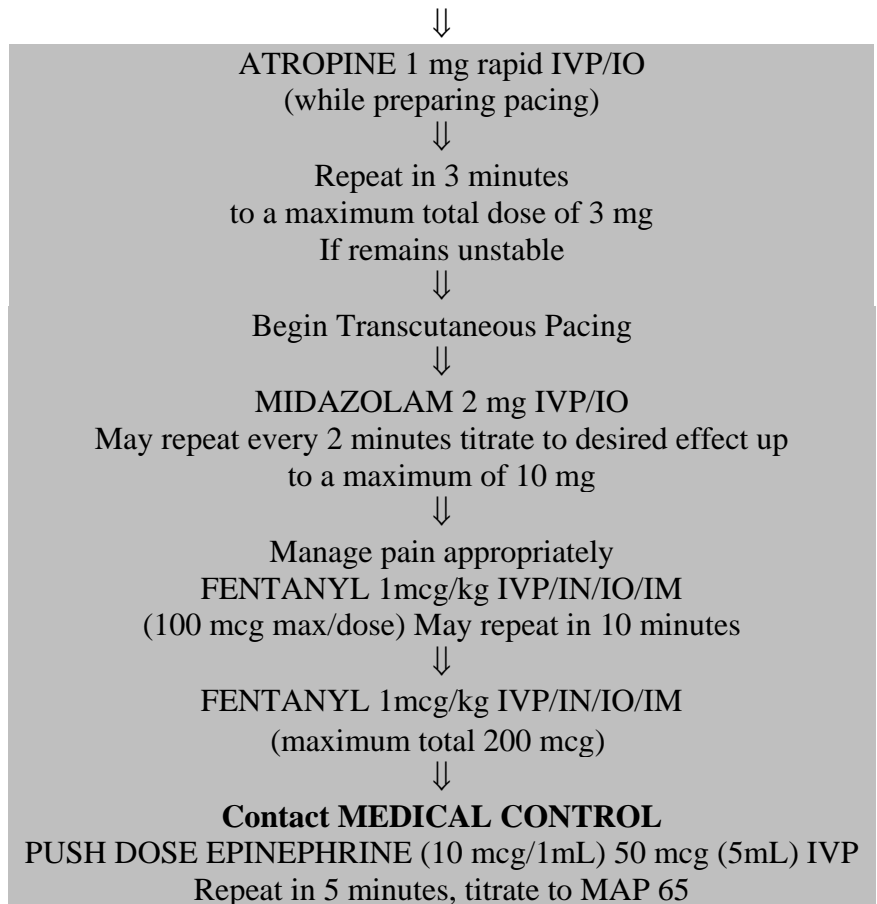 ⇓
ATROPINE 1 mg rapid IVP/IO
(while preparing pacing)
⇓
Repeat in 3 minutes
to a maximum total dose of 3 mg
If remains unstable
⇓
Begin Transcutaneous Pacing
⇓
MIDAZOLAM 2 mg IVP/IO
May repeat every 2 minutes titrate to desired effect up
to a maximum of 10 mg
⇓
Manage pain appropriately
FENTANYL 1mcg/kg IVP/IN/IO/IM
(100 mcg max/dose) May repeat in 10 minutes
⇓
FENTANYL 1mcg/kg IVP/IN/IO/IM
(maximum total 200 mcg)
⇓
Contact MEDICAL CONTROL
PUSH DOSE EPINEPHRINE (10 mcg/1mL) 50 mcg (5mL) IVP
Repeat in 5 minutes, titrate to MAP 65